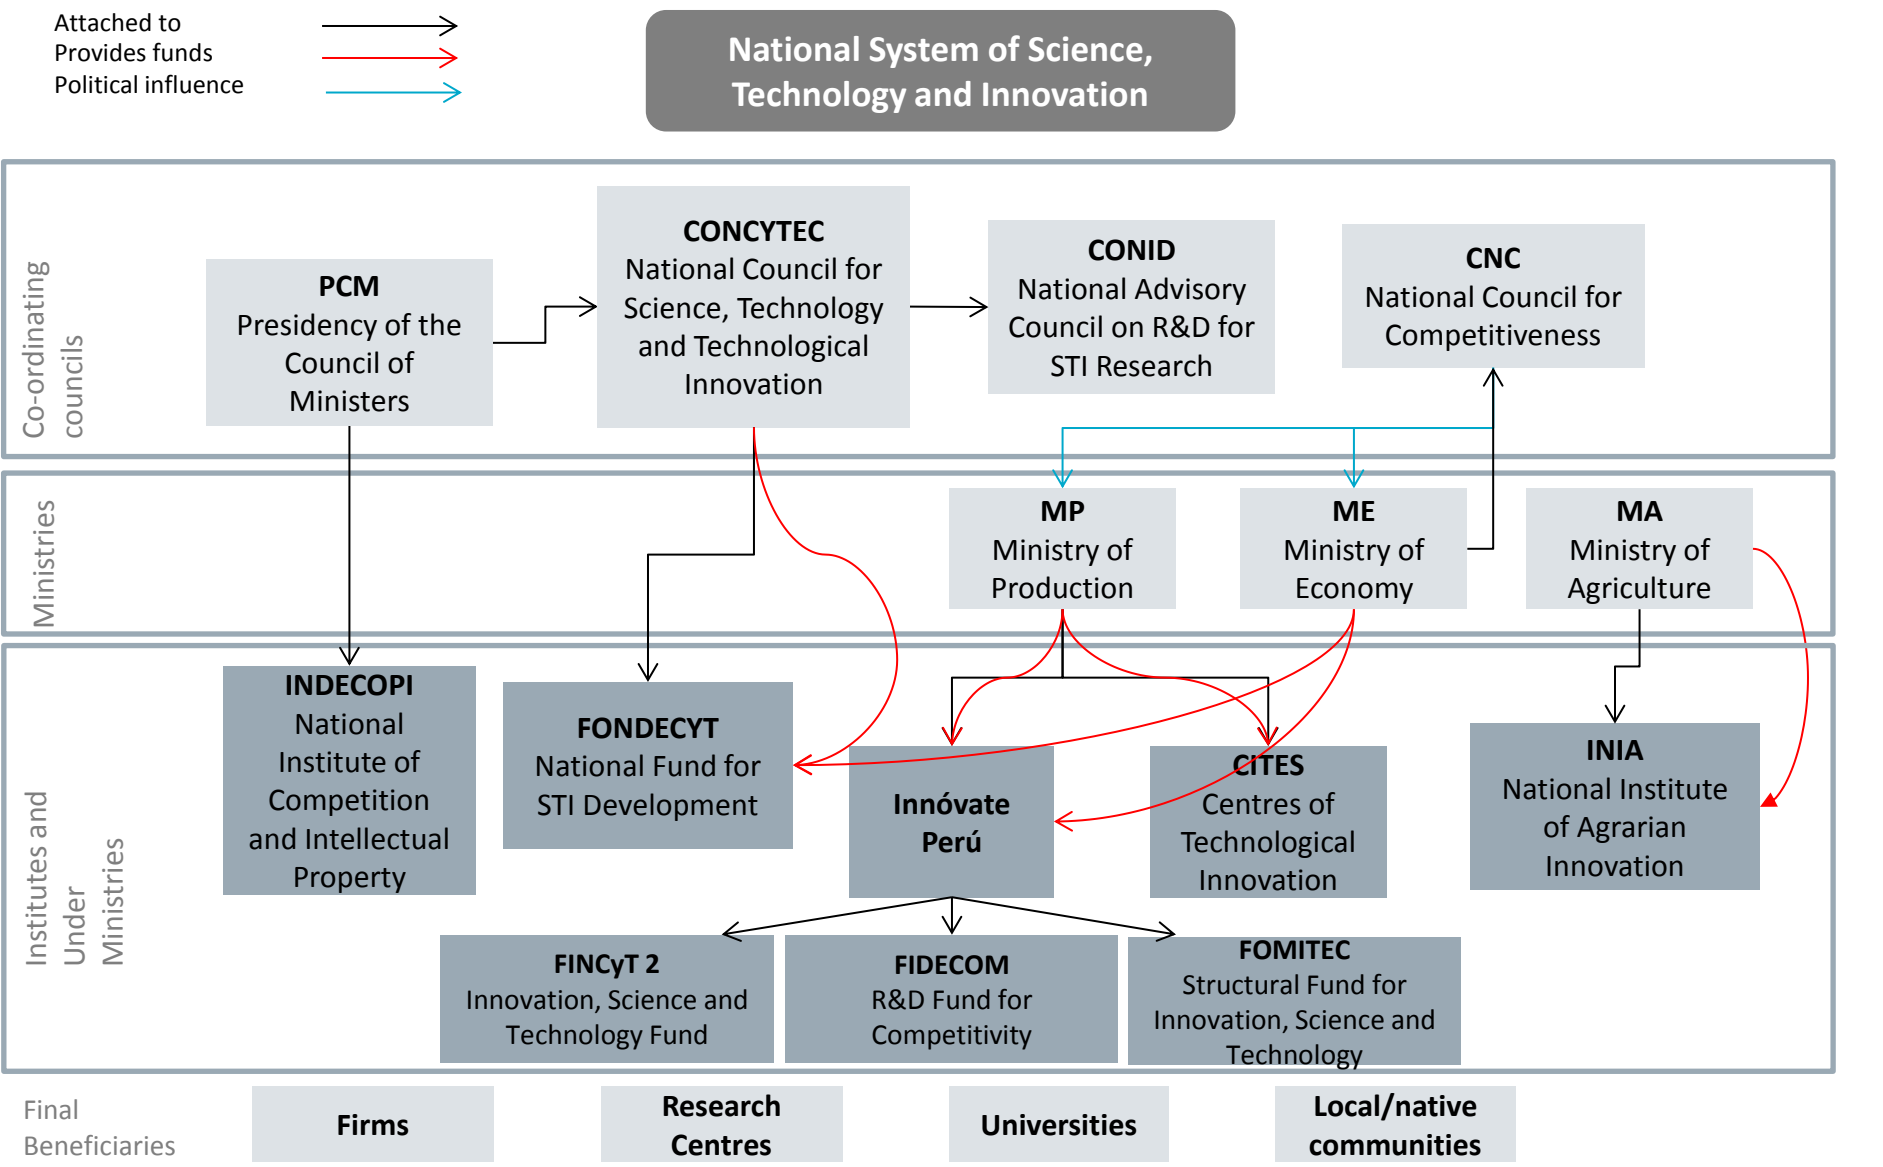 Attached to
Provides funds
Political influence
National System of Science,
Technology and Innovation
Co-ordinating
councils
PCM
Presidency of the
Council of
Ministers
CONCYTEC
National Council for
Science, Technology
and Technological
Innovation
CONID
National Advisory
Council on R&D for
STI Research
CNC
National Council for
Competitiveness
Ministries
MP
Ministry of
Production
ME
Ministry of
Economy
MA
Ministry of
Agriculture
Institutes and
Under
Ministries
INDECOPI
National
Institute of
Competition
and Intellectual
Property
FONDECYT
National Fund for
STI Development
Innóvate
Perú
CITES
Centres of
Technological
Innovation
INIA
National Institute
of Agrarian
Innovation
FINCyT 2
Innovation, Science and
Technology Fund
FIDECOM
R&D Fund for
Competitivity
FOMITEC
Structural Fund for
Innovation, Science and
Technology
Final
Beneficiaries
Firms
Research
Centres
Universities
Local/native
communities